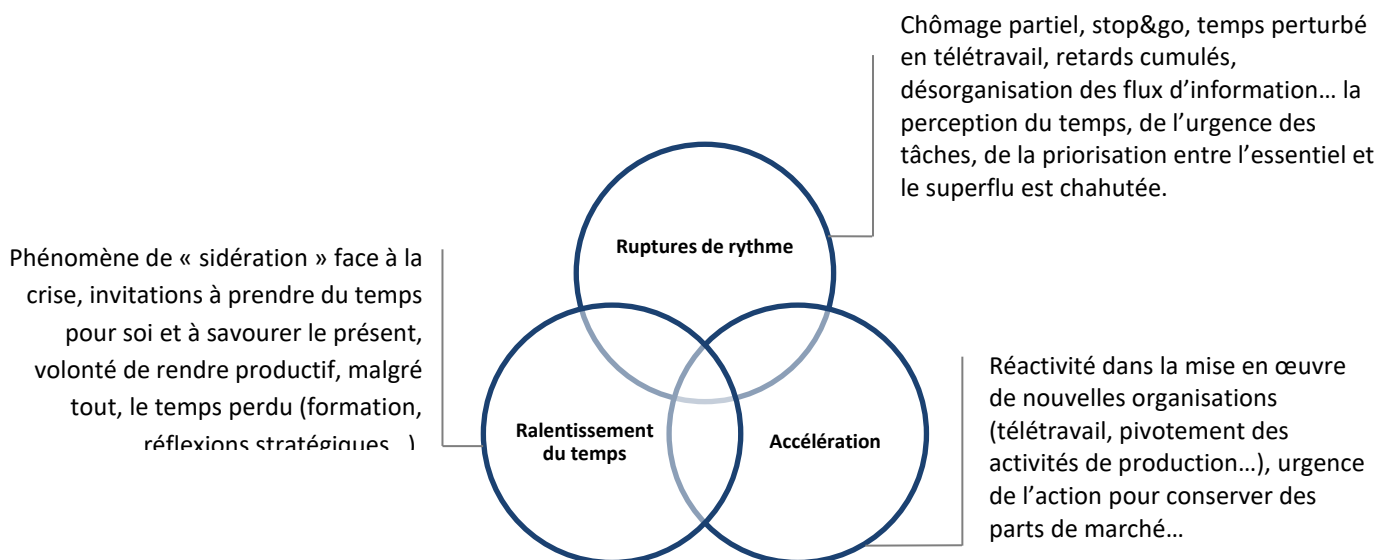 Chômage partiel, stop&go, temps perturbé
en télétravail, retards cumulés,
désorganisation des flux d’information… la
perception du temps, de l’urgence des
tâches, de la priorisation entre l’essentiel et
le superflu est chahutée.
Ruptures de rythme
Phénomène de « sidération » face à la
crise, invitations à prendre du temps
pour soi et à savourer le présent,
volonté de rendre productif, malgré
tout, le temps perdu (formation,
réflexions stratégiques…)
Ralentissement
du temps
Accélération
Réactivité dans la mise en œuvre
de nouvelles organisations
(télétravail, pivotement des
activités de production…), urgence
de l’action pour conserver des
parts de marché…